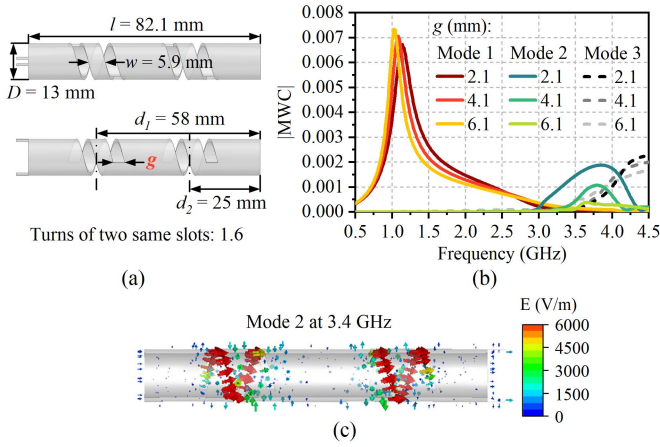 l = 82.1 mm
w = 5.9 mm
D = 13 mm
d₁ = 58 mm
g
d₂ = 25 mm
Turns of two same slots: 1.6
(a)
|MWC|
0.008
0.007
0.006
0.005
0.004
0.003
0.002
0.001
0.000
g (mm):
Mode 1 Mode 2 Mode 3
2.1 2.1 2.1
4.1 4.1 4.1
6.1 6.1 6.1
0.5 1.0 1.5 2.0 2.5 3.0 3.5 4.0 4.5
Frequency (GHz)
(b)
Mode 2 at 3.4 GHz
E (V/m)
6000
4500
3000
1500
0
(c)